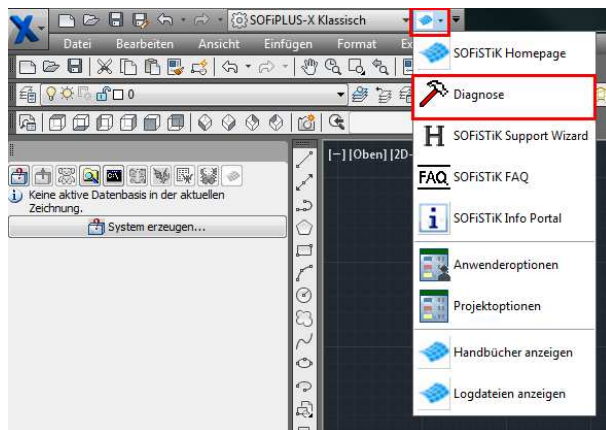 SOFiPLUS-X Klassisch
Datei Bearbeiten Ansicht Einfügen Format
0
[−] [Oben] [2D-
Keine aktive Datenbasis in der aktuellen
Zeichnung.
System erzeugen...
SOFiSTiK Homepage
Diagnose
H SOFiSTiK Support Wizard
FAQ SOFiSTiK FAQ
i SOFiSTiK Info Portal
Anwenderoptionen
Projektoptionen
Handbücher anzeigen
Logdateien anzeigen